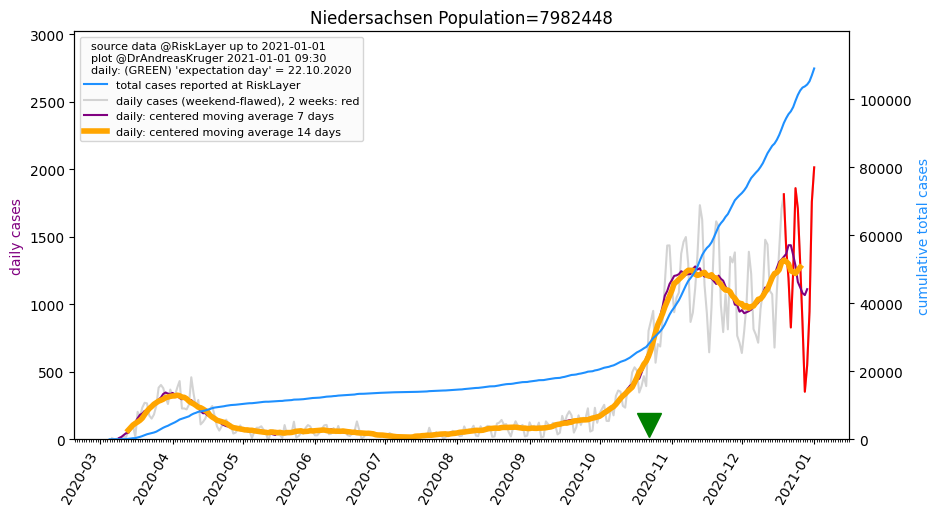 Niedersachsen Population=7982448
source data @RiskLayer up to 2021-01-01
plot @DrAndreasKruger 2021-01-01 09:30
daily: (GREEN) 'expectation day' = 22.10.2020
total cases reported at RiskLayer
daily cases (weekend-flawed), 2 weeks: red
daily: centered moving average 7 days
daily: centered moving average 14 days
daily cases
3000
2500
2000
1500
1000
500
0
cumulative total cases
100000
80000
60000
40000
20000
0
2020-03
2020-04
2020-05
2020-06
2020-07
2020-08
2020-09
2020-10
2020-11
2020-12
2021-01